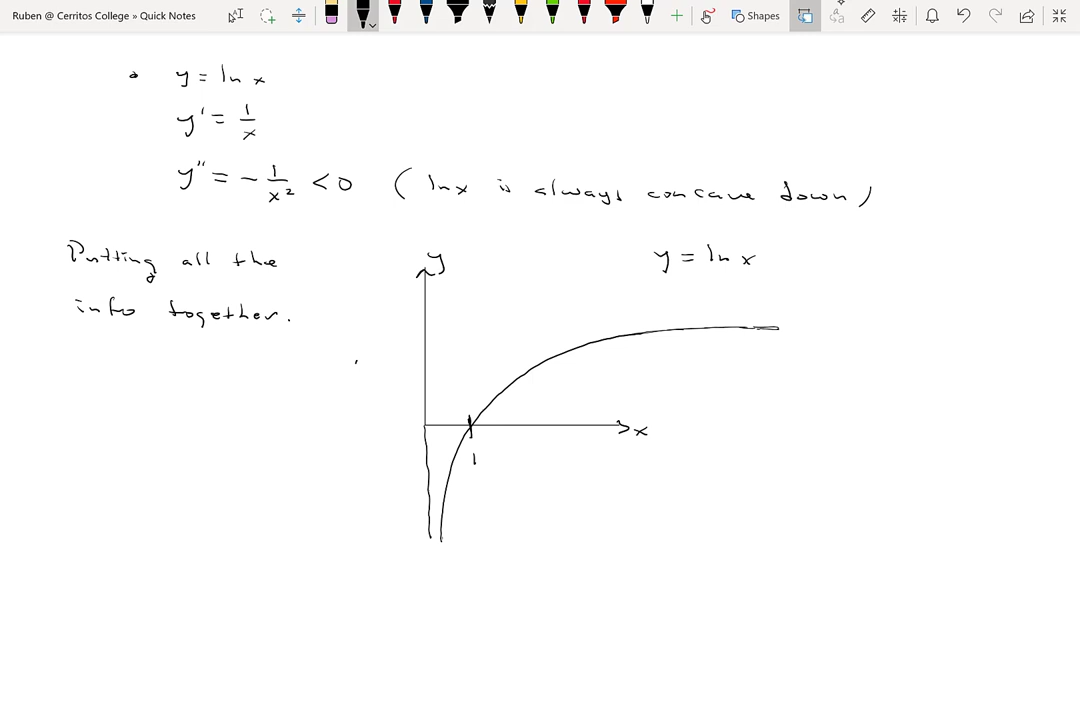 Ruben @ Cerritos College » Quick Notes
Shapes
• y = ln x
y' = 1/x
y'' = - 1/x² < 0 ( ln x is always concave down )
Putting all the
info together.
y
y = ln x
x
1